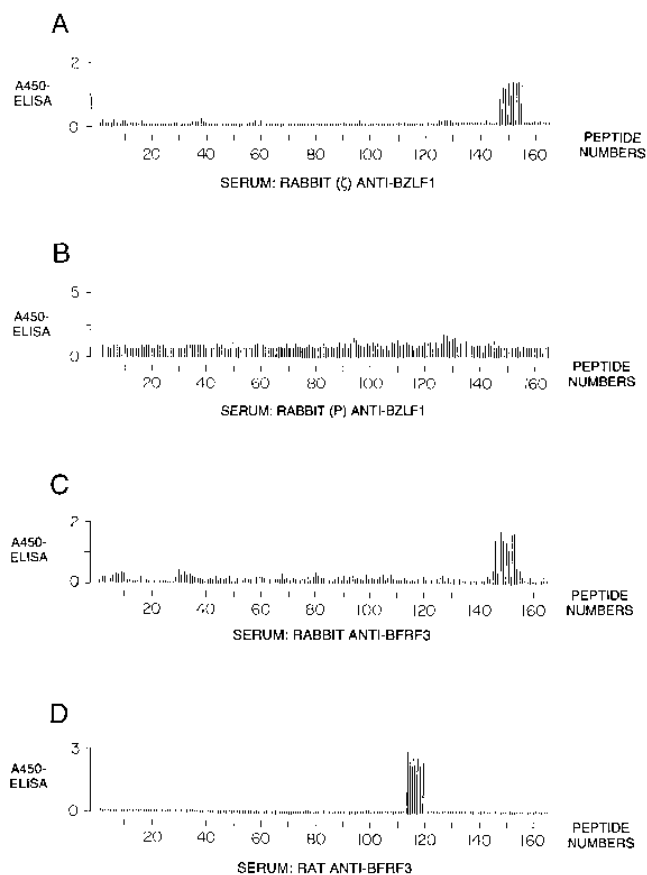 A
2
A450-
ELISA
0
20 40 60 80 100 120 140 160
PEPTIDE
NUMBERS
SERUM: RABBIT (ζ) ANTI-BZLF1
B
5
A450-
ELISA
0
20 40 60 80 100 120 140 160
PEPTIDE
NUMBERS
SERUM: RABBIT (P) ANTI-BZLF1
C
2
A450-
ELISA
0
20 40 60 80 100 120 140 160
PEPTIDE
NUMBERS
SERUM: RABBIT ANTI-BFRF3
D
3
A450-
ELISA
0
20 40 60 80 100 120 140 160
PEPTIDE
NUMBERS
SERUM: RAT ANTI-BFRF3